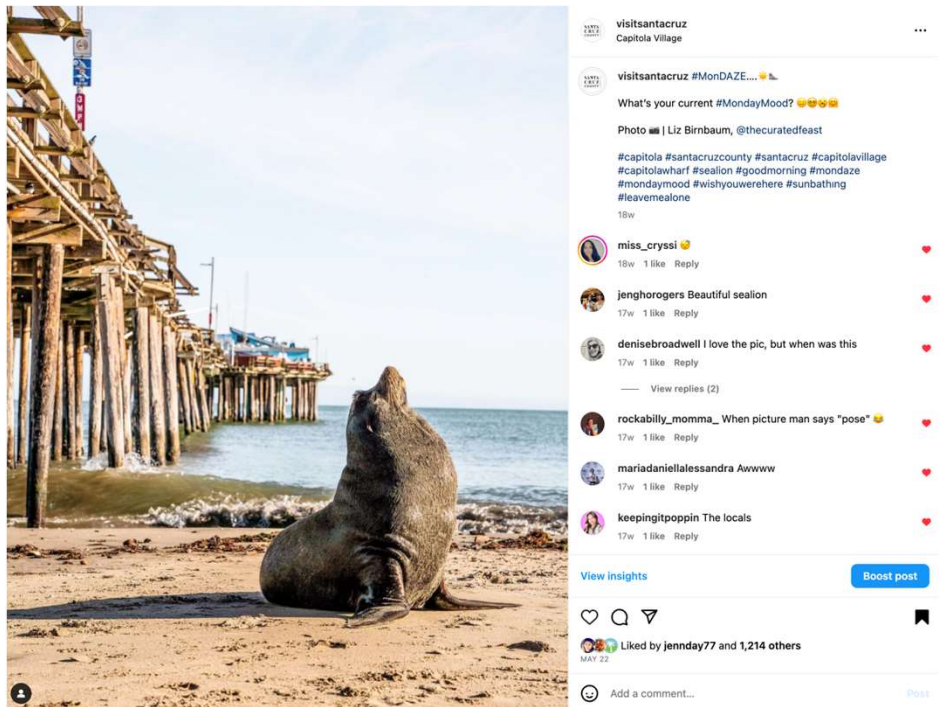 visitsantacruz
Capitola Village
visitsantacruz #MonDAZE....
What's your current #MondayMood?
Photo | Liz Birnbaum, @thecuratedfeast
#capitola #santacruzcounty #santacruz #capitolavillage
#capitolawharf #sealion #goodmorning #mondaze
#mondaymood #wishyouwerehere #sunbathing
#leavemealone
18w
miss_cryssi
18w 1 like Reply
jenghorogers Beautiful sealion
17w 1 like Reply
denisebroadwell I love the pic, but when was this
17w 1 like Reply
View replies (2)
rockabilly_momma_ When picture man says "pose"
17w 1 like Reply
mariadaniellalessandra Awwww
17w 1 like Reply
keepingitpoppin The locals
17w 1 like Reply
View insights
Boost post
Liked by jennday77 and 1,214 others
MAY 22
Add a comment...
Post